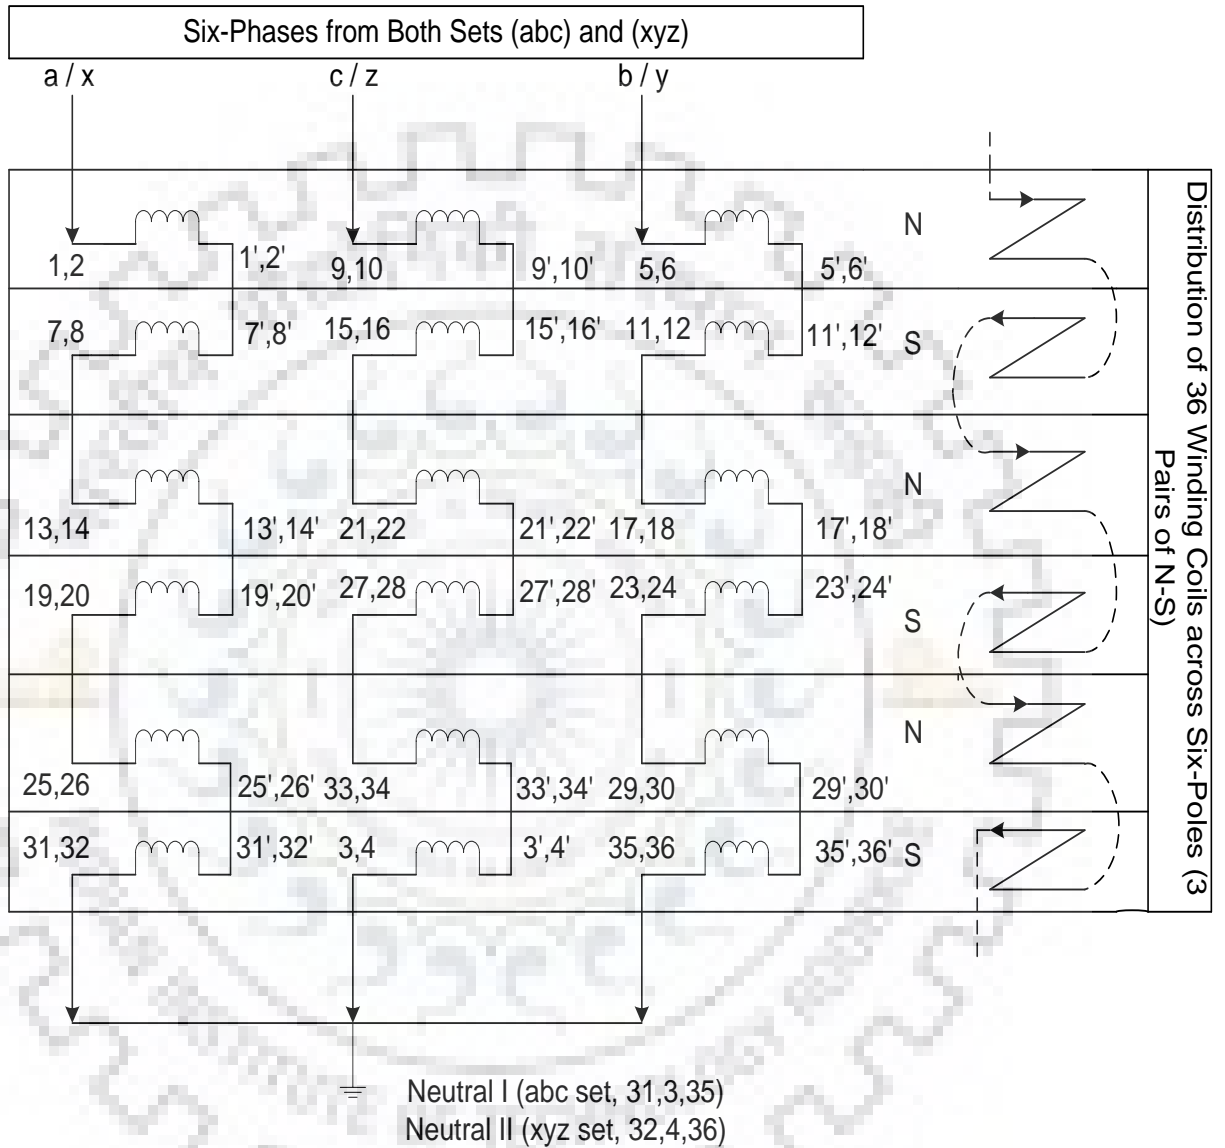 Six-Phases from Both Sets (abc) and (xyz)
a / x
c / z
b / y
N
1,2
1',2'
9,10
9',10'
5,6
5',6'
7,8
7',8'
15,16
15',16'
11,12
11',12'
S
N
13,14
13',14'
21,22
21',22'
17,18
17',18'
19,20
19',20'
27,28
27',28'
23,24
23',24'
S
N
25,26
25',26'
33,34
33',34'
29,30
29',30'
31,32
31',32'
3,4
3',4'
35,36
35',36'
S
Distribution of 36 Winding Coils across Six-Poles (3
Pairs of N-S)
Neutral I (abc set, 31,3,35)
Neutral II (xyz set, 32,4,36)